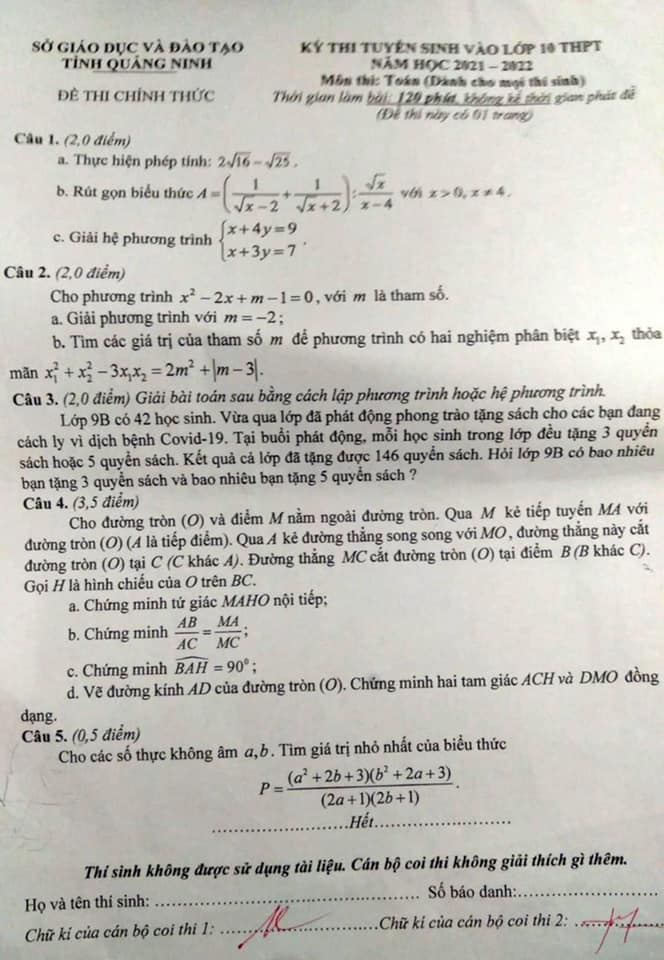 SỞ GIÁO DỤC VÀ ĐÀO TẠO
TỈNH QUẢNG NINH
ĐỀ THI CHÍNH THỨC
KỲ THI TUYỂN SINH VÀO LỚP 10 THPT
NĂM HỌC 2021 – 2022
Môn thi: Toán (Dành cho mọi thí sinh)
Thời gian làm bài: 120 phút, không kể thời gian phát đề
(Đề thi này có 01 trang)
Câu 1. (2,0 điểm)
a. Thực hiện phép tính: 2√16 − √25 .
b. Rút gọn biểu thức A = (1/(√x − 2) + 1/(√x + 2)) : √x/(x − 4) với x > 0, x ≠ 4 .
c. Giải hệ phương trình {x + 4y = 9
x + 3y = 7 .
Câu 2. (2,0 điểm)
Cho phương trình x² − 2x + m − 1 = 0, với m là tham số.
a. Giải phương trình với m = −2;
b. Tìm các giá trị của tham số m để phương trình có hai nghiệm phân biệt x₁, x₂ thỏa
mãn x₁² + x₂² − 3x₁x₂ = 2m² + |m − 3|.
Câu 3. (2,0 điểm) Giải bài toán sau bằng cách lập phương trình hoặc hệ phương trình.
Lớp 9B có 42 học sinh. Vừa qua lớp đã phát động phong trào tặng sách cho các bạn đang
cách ly vì dịch bệnh Covid-19. Tại buổi phát động, mỗi học sinh trong lớp đều tặng 3 quyển
sách hoặc 5 quyển sách. Kết quả cả lớp đã tặng được 146 quyển sách. Hỏi lớp 9B có bao nhiêu
bạn tặng 3 quyển sách và bao nhiêu bạn tặng 5 quyển sách ?
Câu 4. (3,5 điểm)
Cho đường tròn (O) và điểm M nằm ngoài đường tròn. Qua M kẻ tiếp tuyến MA với
đường tròn (O) (A là tiếp điểm). Qua A kẻ đường thẳng song song với MO, đường thẳng này cắt
đường tròn (O) tại C (C khác A). Đường thẳng MC cắt đường tròn (O) tại điểm B (B khác C).
Gọi H là hình chiếu của O trên BC.
a. Chứng minh tứ giác MAHO nội tiếp;
b. Chứng minh AB/AC = MA/MC;
c. Chứng minh BAH = 90°;
d. Vẽ đường kính AD của đường tròn (O). Chứng minh hai tam giác ACH và DMO đồng
dạng.
Câu 5. (0,5 điểm)
Cho các số thực không âm a,b. Tìm giá trị nhỏ nhất của biểu thức
P = (a² + 2b + 3)(b² + 2a + 3)/(2a + 1)(2b + 1) .
....................Hết....................
Thí sinh không được sử dụng tài liệu. Cán bộ coi thi không giải thích gì thêm.
Họ và tên thí sinh: .................... Số báo danh:....................
Chữ kí của cán bộ coi thi 1: ....................Chữ kí của cán bộ coi thi 2: ....................